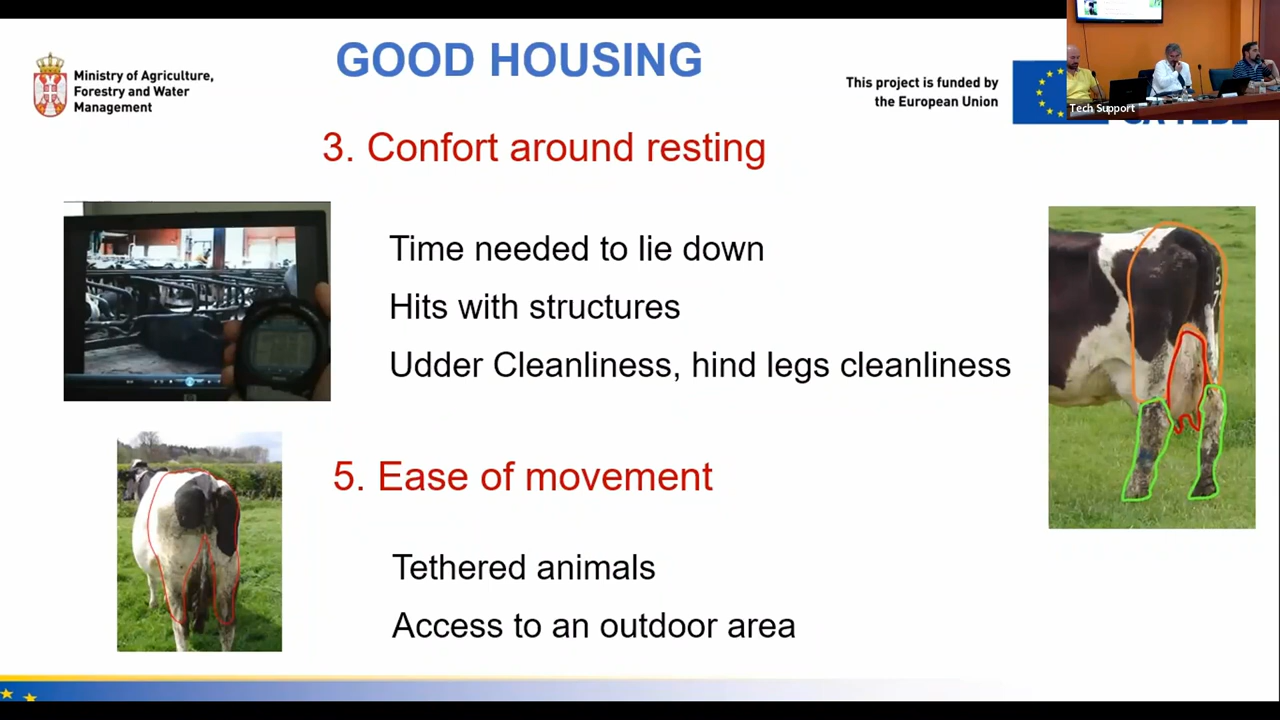 GOOD HOUSING
Ministry of Agriculture,
Forestry and Water
Management
This project is funded by
the European Union
Tech Support
3. Confort around resting
Time needed to lie down
Hits with structures
Udder Cleanliness, hind legs cleanliness
5. Ease of movement
Tethered animals
Access to an outdoor area